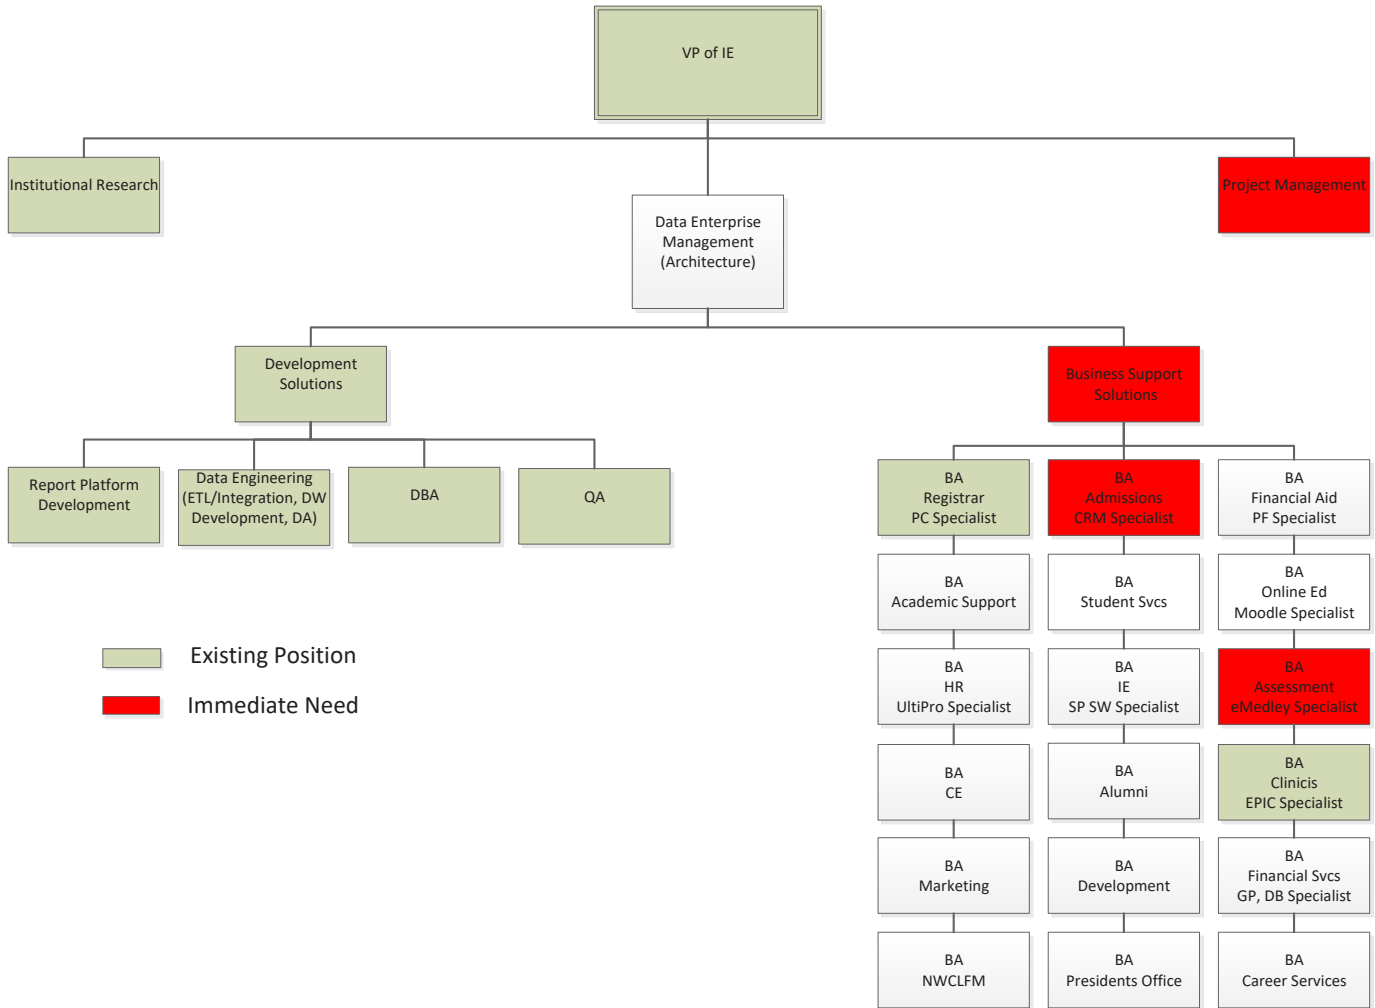 VP of IE
Institutional Research
Project Management
Data Enterprise
Management
(Architecture)
Development
Solutions
Business Support
Solutions
Report Platform
Development
Data Engineering
(ETL/Integration, DW
Development, DA)
DBA
QA
BA
Registrar
PC Specialist
BA
Admissions
CRM Specialist
BA
Financial Aid
PF Specialist
BA
Academic Support
BA
Student Svcs
BA
Online Ed
Moodle Specialist
BA
HR
UltiPro Specialist
BA
IE
SP SW Specialist
BA
Assessment
eMedley Specialist
BA
CE
BA
Alumni
BA
Clinicis
EPIC Specialist
BA
Marketing
BA
Development
BA
Financial Svcs
GP, DB Specialist
BA
NWCLFM
BA
Presidents Office
BA
Career Services
Existing Position
Immediate Need